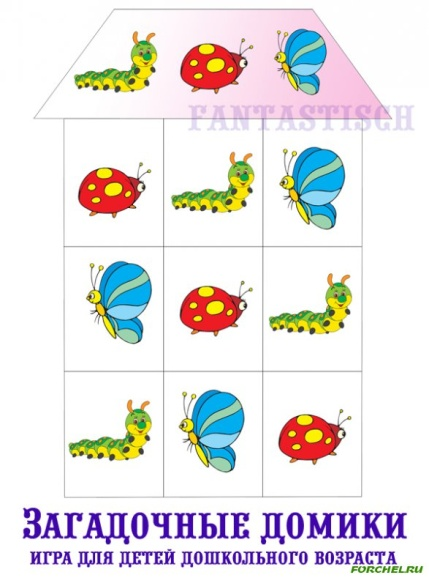 FANTASTISCH
ЗАГАДОЧНЫЕ ДОМИКИ
ИГРА ДЛЯ ДЕТЕЙ ДОШКОЛЬНОГО ВОЗРАСТА
FORCHEL.RU